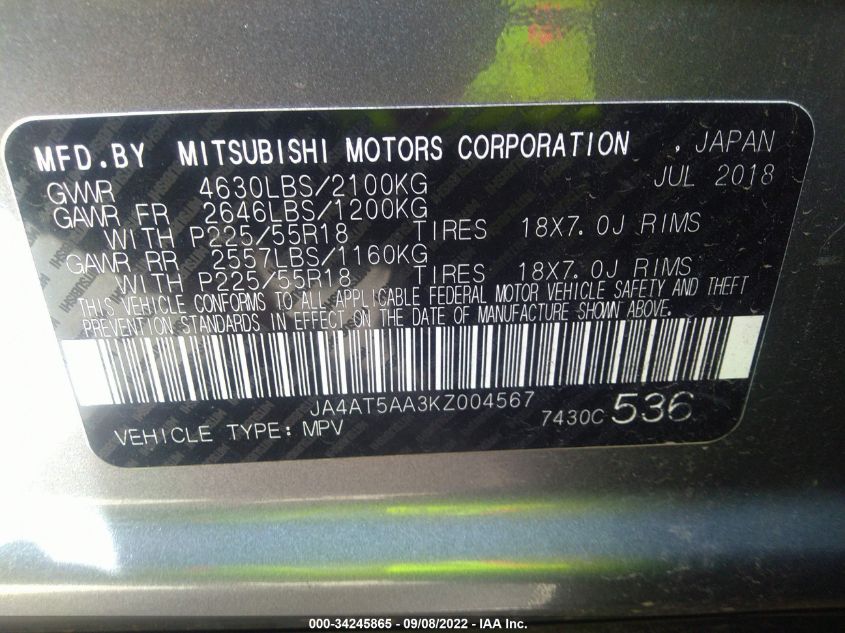 MFD.BY MITSUBISHI MOTORS CORPORATION , JAPAN
GVWR 4630LBS/2100KG JUL 2018
GAWR FR 2646LBS/1200KG
WITH P225/55R18 TIRES 18X7.0J RIMS
GAWR RR 2557LBS/1160KG
WITH P225/55R18 TIRES 18X7.0J RIMS
THIS VEHICLE CONFORMS TO ALL APPLICABLE FEDERAL MOTOR VEHICLE SAFETY AND THEFT
PREVENTION STANDARDS IN EFFECT ON THE DATE OF MANUFACTURE SHOWN ABOVE.
JA4AT5AA3KZ004567
7430C 536
VEHICLE TYPE: MPV
000-34245865 - 09/08/2022 - IAA Inc.